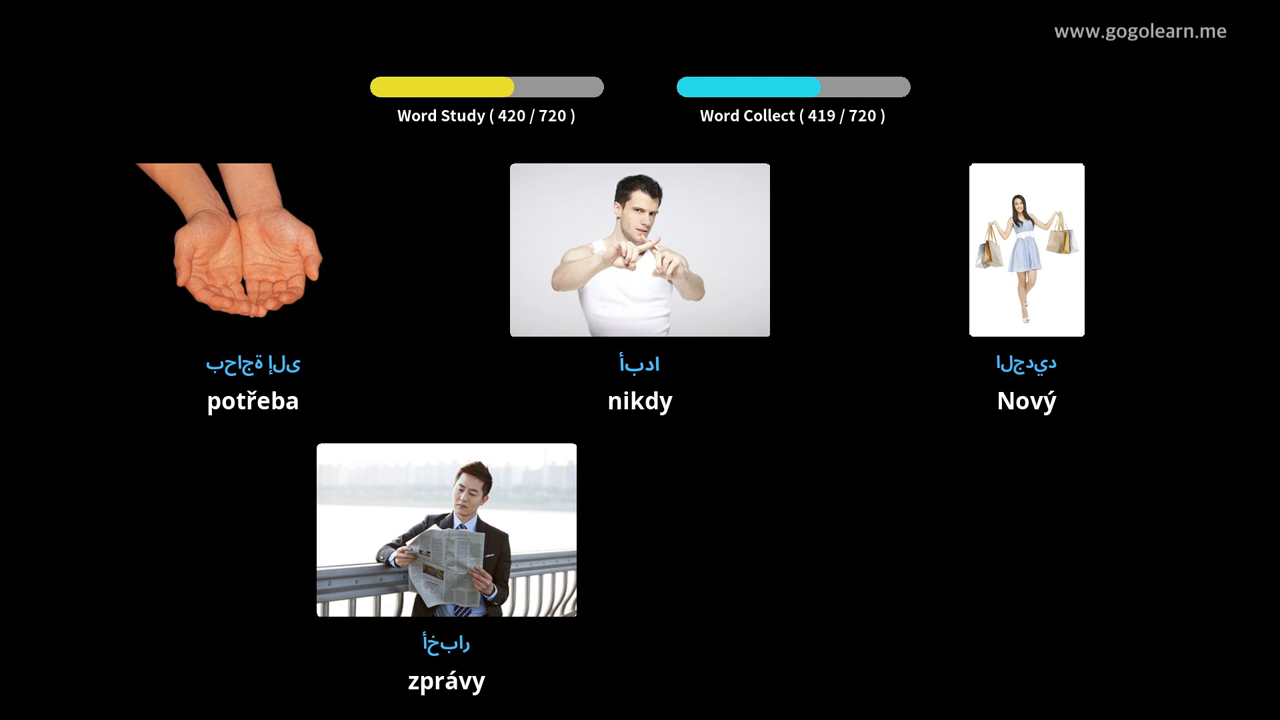 www.gogolearn.me
Word Study ( 420 / 720 )
Word Collect ( 419 / 720 )
بحاجة إلى
أبدا
الجديد
potřeba
nikdy
Nový
أخبار
zprávy